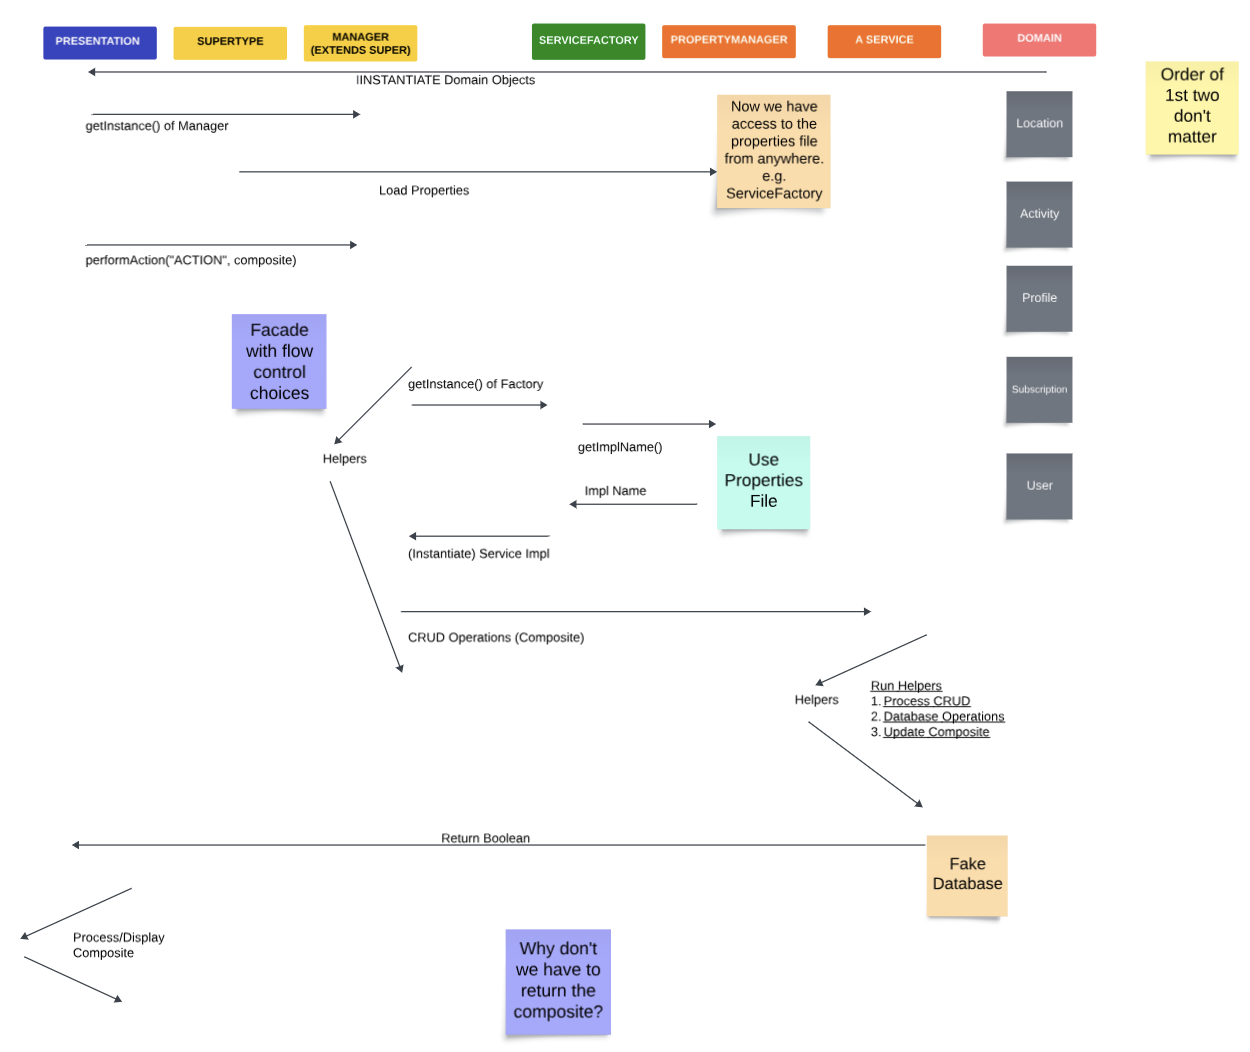 PRESENTATION
SUPERTYPE
MANAGER
(EXTENDS SUPER)
SERVICEFACTORY
PROPERTYMANAGER
A SERVICE
DOMAIN
IINSTANTIATE Domain Objects
Order of
1st two
don't
matter
getInstance() of Manager
Now we have
access to the
properties file
from anywhere.
e.g.
ServiceFactory
Location
Load Properties
Activity
performAction("ACTION", composite)
Profile
Facade
with flow
control
choices
getInstance() of Factory
Subscription
getImplName()
Helpers
Use
Properties
File
Impl Name
User
(Instantiate) Service Impl
CRUD Operations (Composite)
Helpers
Run Helpers
1. Process CRUD
2. Database Operations
3. Update Composite
Return Boolean
Fake
Database
Process/Display
Composite
Why don't
we have to
return the
composite?